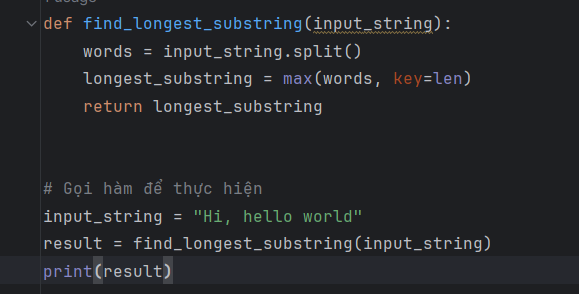 def find_longest_substring(input_string):
    words = input_string.split()
    longest_substring = max(words, key=len)
    return longest_substring
# Gọi hàm để thực hiện
input_string = "Hi, hello world"
result = find_longest_substring(input_string)
print(result)